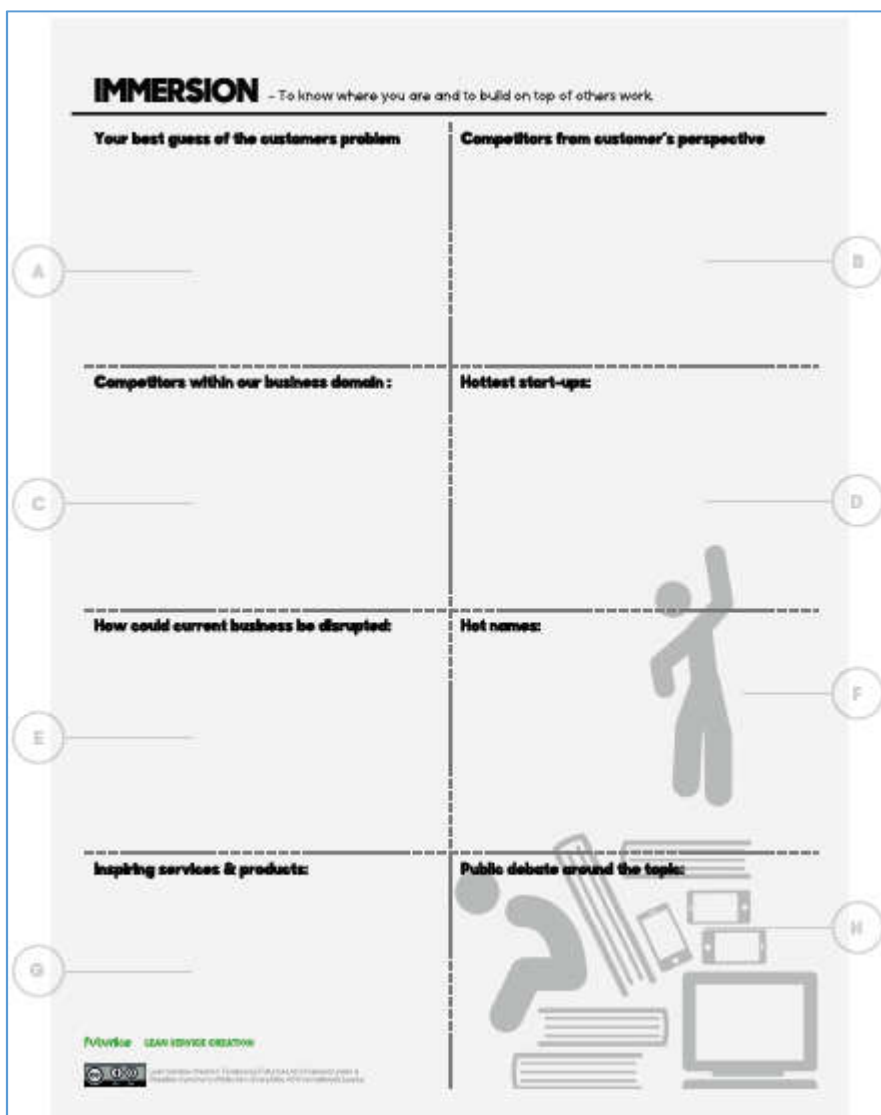 IMMERSION - To know where you are and to build on top of others work.
Your best guess of the customers problem
Competitors from customer's perspective
A
B
Competitors within our business domain :
Hottest start-ups:
C
D
How could current business be disrupted:
Hot names:
F
E
Inspiring services & products:
Public debate around the topic:
H
G
Futurice LEAN SERVICE CREATION